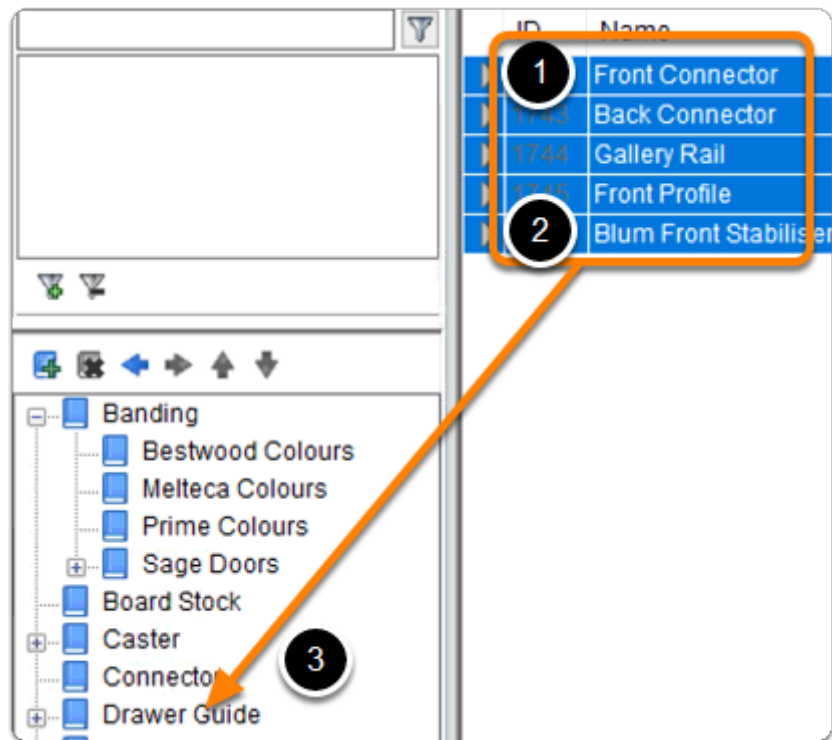 ID Name
1 Front Connector
1743 Back Connector
1744 Gallery Rail
1745 Front Profile
2 Blum Front Stabiliser
Banding
Bestwood Colours
Melteca Colours
Prime Colours
Sage Doors
Board Stock
Caster
3
Connector
Drawer Guide